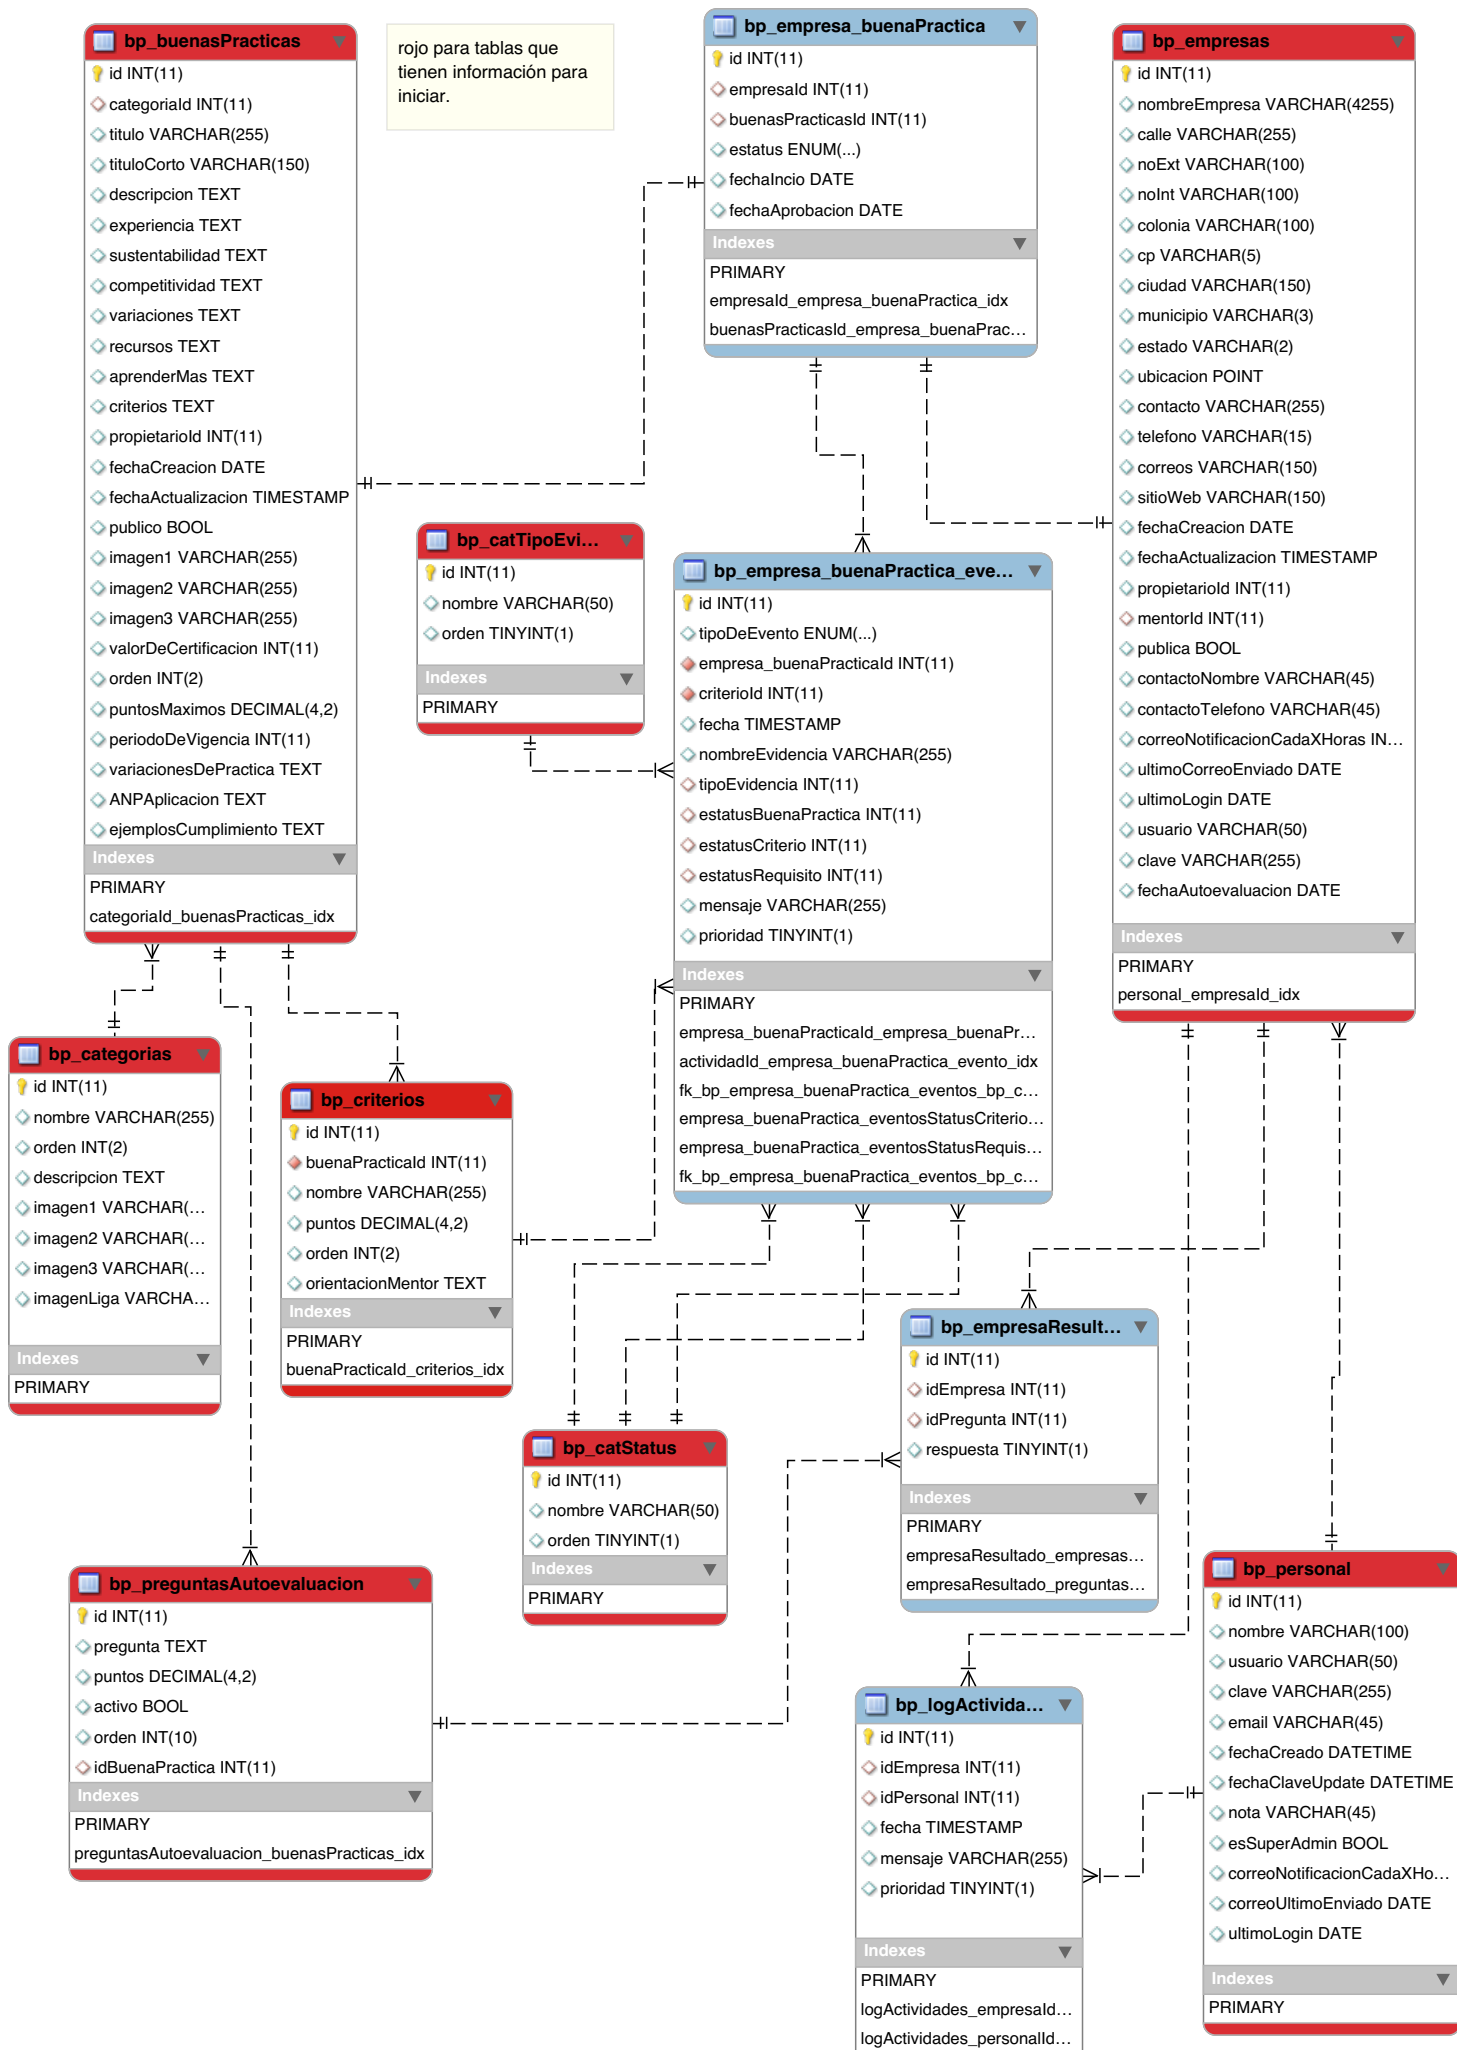 bp_buenasPracticas
id INT(11)
categoriaId INT(11)
titulo VARCHAR(255)
tituloCorto VARCHAR(150)
descripcion TEXT
experiencia TEXT
sustentabilidad TEXT
competitividad TEXT
variaciones TEXT
recursos TEXT
aprenderMas TEXT
criterios TEXT
propietarioId INT(11)
fechaCreacion DATE
fechaActualizacion TIMESTAMP
publico BOOL
imagen1 VARCHAR(255)
imagen2 VARCHAR(255)
imagen3 VARCHAR(255)
valorDeCertificacion INT(11)
orden INT(2)
puntosMaximos DECIMAL(4,2)
periodoDeVigencia INT(11)
variacionesDePractica TEXT
ANPAplicacion TEXT
ejemplosCumplimiento TEXT
Indexes
PRIMARY
categoriaId_buenasPracticas_idx
rojo para tablas que
tienen información para
iniciar.
bp_empresa_buenaPractica
id INT(11)
empresaId INT(11)
buenasPracticasId INT(11)
estatus ENUM(...)
fechaIncio DATE
fechaAprobacion DATE
Indexes
PRIMARY
empresaId_empresa_buenaPractica_idx
buenasPracticasId_empresa_buenaPrac...
bp_empresas
id INT(11)
nombreEmpresa VARCHAR(4255)
calle VARCHAR(255)
noExt VARCHAR(100)
noInt VARCHAR(100)
colonia VARCHAR(100)
cp VARCHAR(5)
ciudad VARCHAR(150)
municipio VARCHAR(3)
estado VARCHAR(2)
ubicacion POINT
contacto VARCHAR(255)
telefono VARCHAR(15)
correos VARCHAR(150)
sitioWeb VARCHAR(150)
fechaCreacion DATE
fechaActualizacion TIMESTAMP
propietarioId INT(11)
mentorId INT(11)
publica BOOL
contactoNombre VARCHAR(45)
contactoTelefono VARCHAR(45)
correoNotificacionCadaXHoras IN...
ultimoCorreoEnviado DATE
ultimoLogin DATE
usuario VARCHAR(50)
clave VARCHAR(255)
fechaAutoevaluacion DATE
Indexes
PRIMARY
personal_empresaId_idx
bp_catTipoEvi...
id INT(11)
nombre VARCHAR(50)
orden TINYINT(1)
Indexes
PRIMARY
bp_empresa_buenaPractica_eve...
id INT(11)
tipoDeEvento ENUM(...)
empresa_buenaPracticaId INT(11)
criterioId INT(11)
fecha TIMESTAMP
nombreEvidencia VARCHAR(255)
tipoEvidencia INT(11)
estatusBuenaPractica INT(11)
estatusCriterio INT(11)
estatusRequisito INT(11)
mensaje VARCHAR(255)
prioridad TINYINT(1)
Indexes
PRIMARY
empresa_buenaPracticaId_empresa_buenaPr...
actividadId_empresa_buenaPractica_evento_idx
fk_bp_empresa_buenaPractica_eventos_bp_c...
empresa_buenaPractica_eventosStatusCriterio...
empresa_buenaPractica_eventosStatusRequis...
fk_bp_empresa_buenaPractica_eventos_bp_c...
bp_categorias
id INT(11)
nombre VARCHAR(255)
orden INT(2)
descripcion TEXT
imagen1 VARCHAR(...
imagen2 VARCHAR(...
imagen3 VARCHAR(...
imagenLiga VARCHA...
Indexes
PRIMARY
bp_criterios
id INT(11)
buenaPracticaId INT(11)
nombre VARCHAR(255)
puntos DECIMAL(4,2)
orden INT(2)
orientacionMentor TEXT
Indexes
PRIMARY
buenaPracticaId_criterios_idx
bp_empresaResult...
id INT(11)
idEmpresa INT(11)
idPregunta INT(11)
respuesta TINYINT(1)
Indexes
PRIMARY
empresaResultado_empresas...
empresaResultado_preguntas...
bp_catStatus
id INT(11)
nombre VARCHAR(50)
orden TINYINT(1)
Indexes
PRIMARY
bp_preguntasAutoevaluacion
id INT(11)
pregunta TEXT
puntos DECIMAL(4,2)
activo BOOL
orden INT(10)
idBuenaPractica INT(11)
Indexes
PRIMARY
preguntasAutoevaluacion_buenasPracticas_idx
bp_personal
id INT(11)
nombre VARCHAR(100)
usuario VARCHAR(50)
clave VARCHAR(255)
email VARCHAR(45)
fechaCreado DATETIME
fechaClaveUpdate DATETIME
nota VARCHAR(45)
esSuperAdmin BOOL
correoNotificacionCadaXHo...
correoUltimoEnviado DATE
ultimoLogin DATE
Indexes
PRIMARY
bp_logActivida...
id INT(11)
idEmpresa INT(11)
idPersonal INT(11)
fecha TIMESTAMP
mensaje VARCHAR(255)
prioridad TINYINT(1)
Indexes
PRIMARY
logActividades_empresaId...
logActividades_personalId...